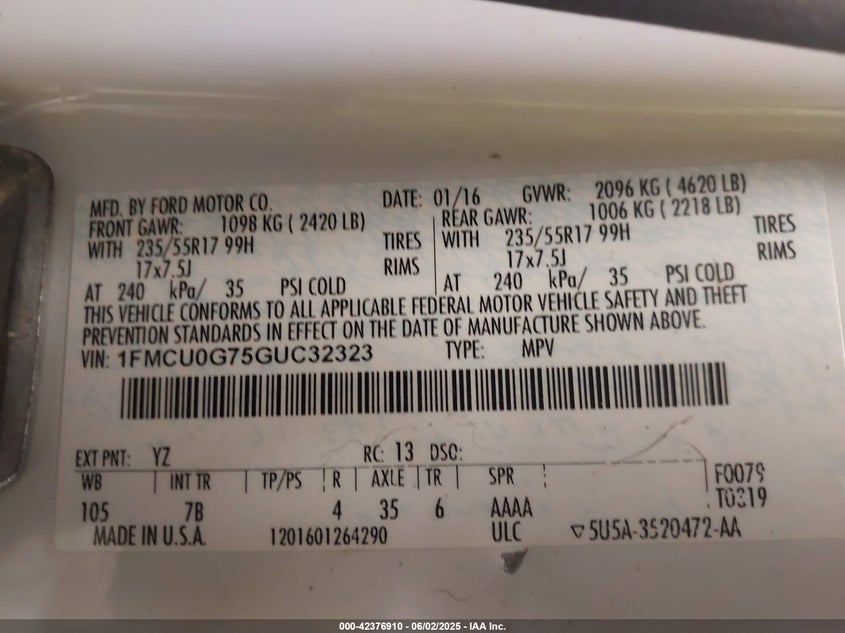 MFD. BY FORD MOTOR CO. DATE: 01/16 GVWR: 2096 KG ( 4620 LB)
FRONT GAWR: 1098 KG ( 2420 LB) REAR GAWR: 1006 KG ( 2218 LB)
WITH 235/55R17 99H TIRES WITH 235/55R17 99H TIRES
17x7.5J RIMS 17x7.5J RIMS
AT 240 kPa/ 35 PSI COLD AT 240 kPa/ 35 PSI COLD
THIS VEHICLE CONFORMS TO ALL APPLICABLE FEDERAL MOTOR VEHICLE SAFETY AND THEFT
PREVENTION STANDARDS IN EFFECT ON THE DATE OF MANUFACTURE SHOWN ABOVE.
VIN: 1FMCU0G75GUC32323 TYPE: MPV
EXT PNT: YZ RC: 13 DSO:
WB INT TR TP/PS R AXLE TR SPR F0079
105 7B 4 35 6 AAAA T0319
MADE IN U.S.A. 1201601264290 ULC ▽5U5A-3520472-AA
000-42376910 - 06/02/2025 - IAA Inc.